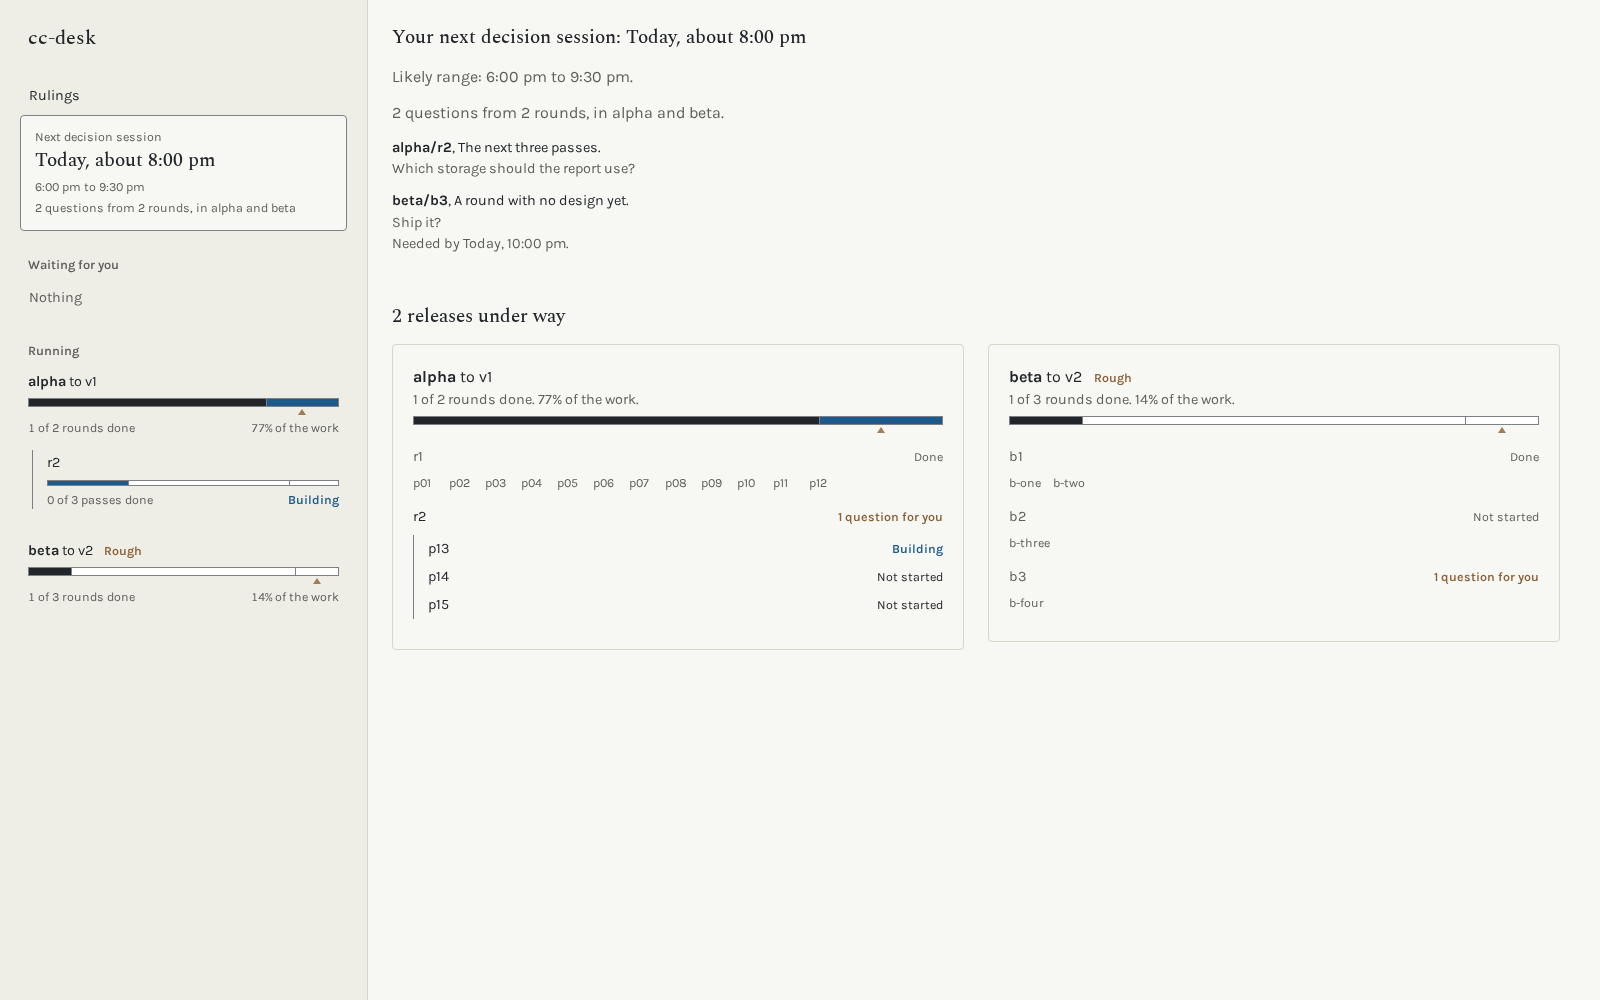 cc-desk
Rulings
Next decision session
Today, about 8:00 pm
6:00 pm to 9:30 pm
2 questions from 2 rounds, in alpha and beta
Waiting for you
Nothing
Running
alpha to v1
1 of 2 rounds done 77% of the work
r2
0 of 3 passes done Building
beta to v2 Rough
1 of 3 rounds done 14% of the work
Your next decision session: Today, about 8:00 pm
Likely range: 6:00 pm to 9:30 pm.
2 questions from 2 rounds, in alpha and beta.
alpha/r2, The next three passes.
Which storage should the report use?
beta/b3, A round with no design yet.
Ship it?
Needed by Today, 10:00 pm.
2 releases under way
alpha to v1
1 of 2 rounds done. 77% of the work.
r1 Done
p01 p02 p03 p04 p05 p06 p07 p08 p09 p10 p11 p12
r2 1 question for you
p13 Building
p14 Not started
p15 Not started
beta to v2 Rough
1 of 3 rounds done. 14% of the work.
b1 Done
b-one b-two
b2 Not started
b-three
b3 1 question for you
b-four